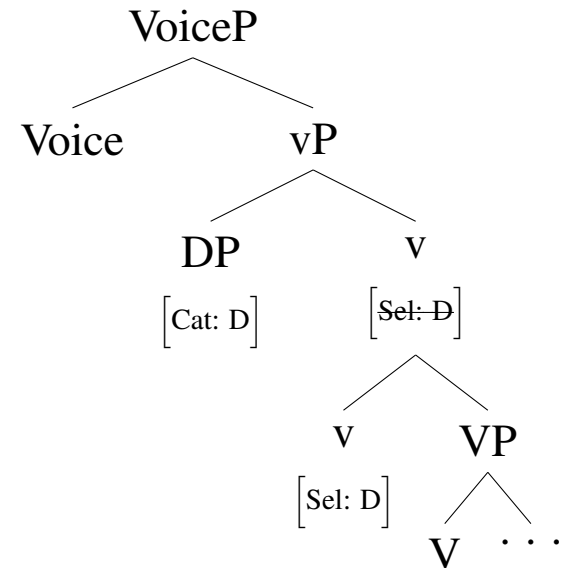 VoiceP
Voice vP
DP v
[Cat: D] [Sel: D]
v VP
[Sel: D]
V . . .